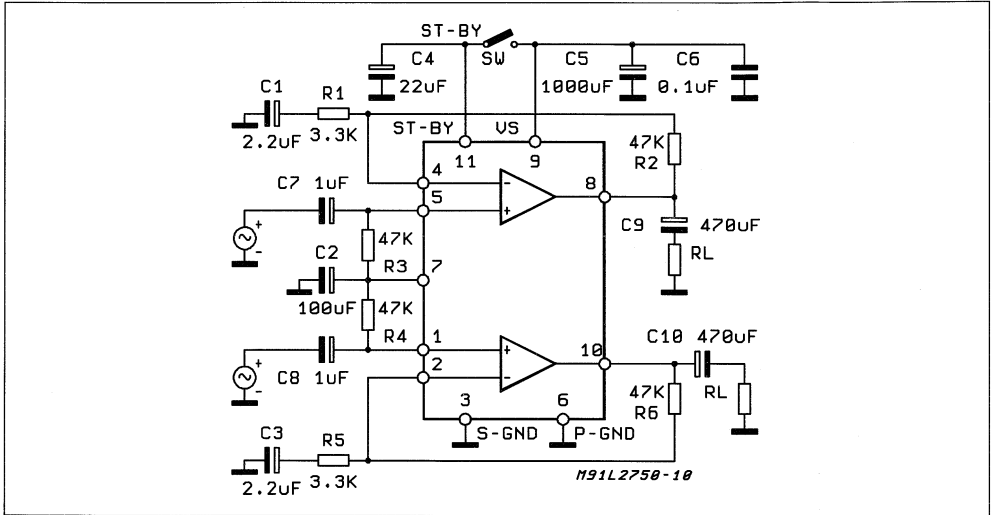 ST-BY
SW
C4
22uF
C5
1000uF
C6
0.1uF
C1
2.2uF
R1
3.3K
ST-BY
VS
11
9
47K
R2
4
5
8
C7 1uF
+
-
-
+
47K
R3
C2
100uF
7
C9 470uF
RL
47K
R4
C8 1uF
+
-
1
2
+
-
10
C10 470uF
47K
R6
RL
3
S-GND
6
P-GND
C3
2.2uF
R5
3.3K
M91L2750-10